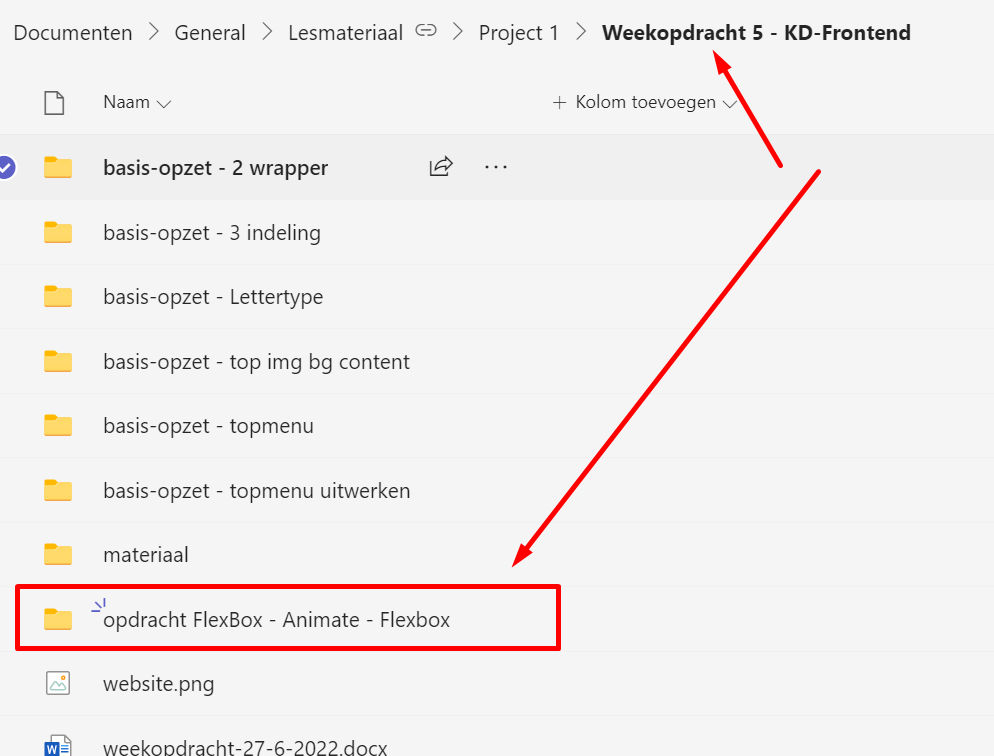 Documenten > General > Lesmateriaal > Project 1 > Weekopdracht 5 - KD-Frontend
Naam + Kolom toevoegen
basis-opzet - 2 wrapper ...
basis-opzet - 3 indeling
basis-opzet - Lettertype
basis-opzet - top img bg content
basis-opzet - topmenu
basis-opzet - topmenu uitwerken
materiaal
opdracht FlexBox - Animate - Flexbox
website.png
W weekopdracht-27-6-2022.docx